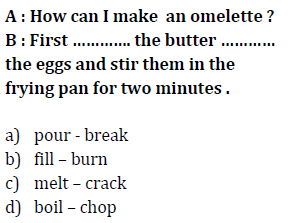 A : How can I make an omelette ?
B : First ............. the butter ............
the eggs and stir them in the
frying pan for two minutes .
a) pour - break
b) fill – burn
c) melt – crack
d) boil – chop